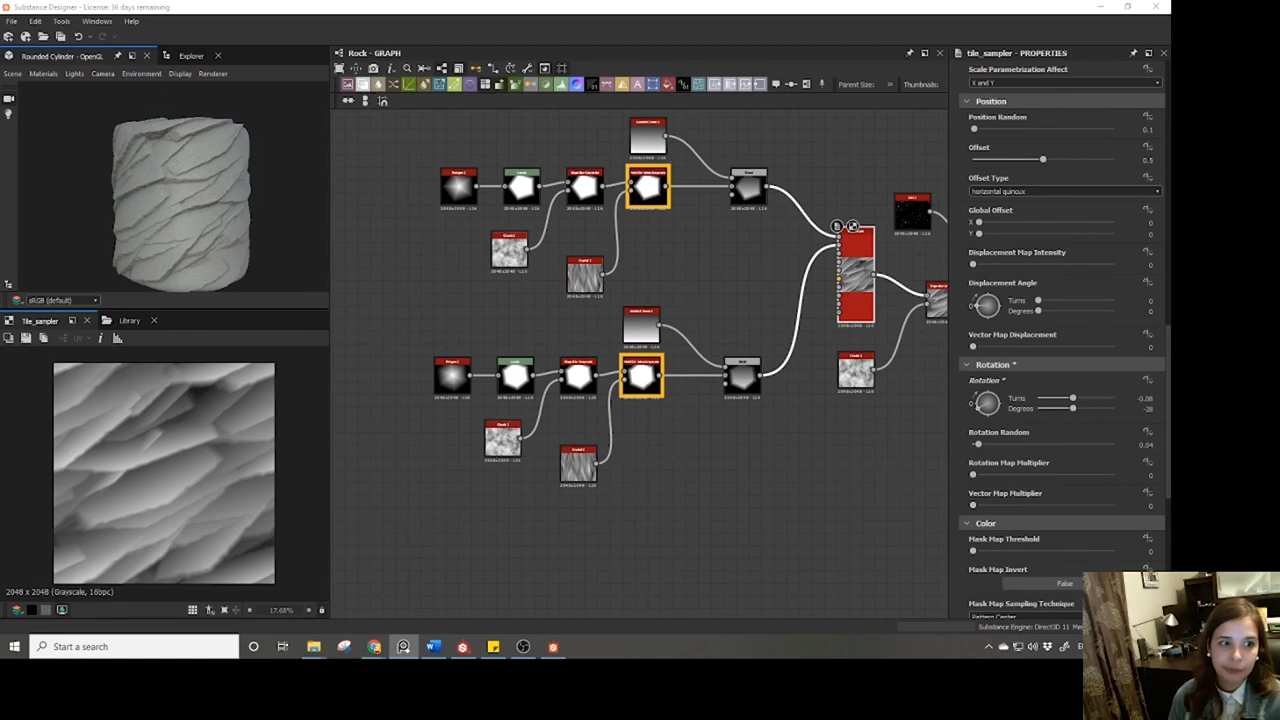 Substance Designer - License: 36 days remaining
File Edit Tools Windows Help
Rounded Cylinder - OpenGL
Explorer
Scene Materials Lights Camera Environment Display Renderer
sRGB (default)
Tile_sampler
Library
2048 x 2048 (Grayscale, 16bpc)
17.68%
Rock - GRAPH
Parent Size:
Thumbnails:
tile_sampler - PROPERTIES
Scale Parametrization Affect
X and Y
Position
Position Random
0.1
Offset
0.5
Offset Type
horizontal quincux
Global Offset
X 0
Y 0
Displacement Map Intensity
0
Displacement Angle
Turns 0
Degrees 0
Vector Map Displacement
0
Rotation *
Rotation *
Turns -0.08
Degrees -28
Rotation Random
0.04
Rotation Map Multiplier
0
Vector Map Multiplier
0
Color
Mask Map Threshold
0
Mask Map Invert
False
Mask Map Sampling Technique
Pattern Center
Substance Engine: Direct3D 11
Start a search